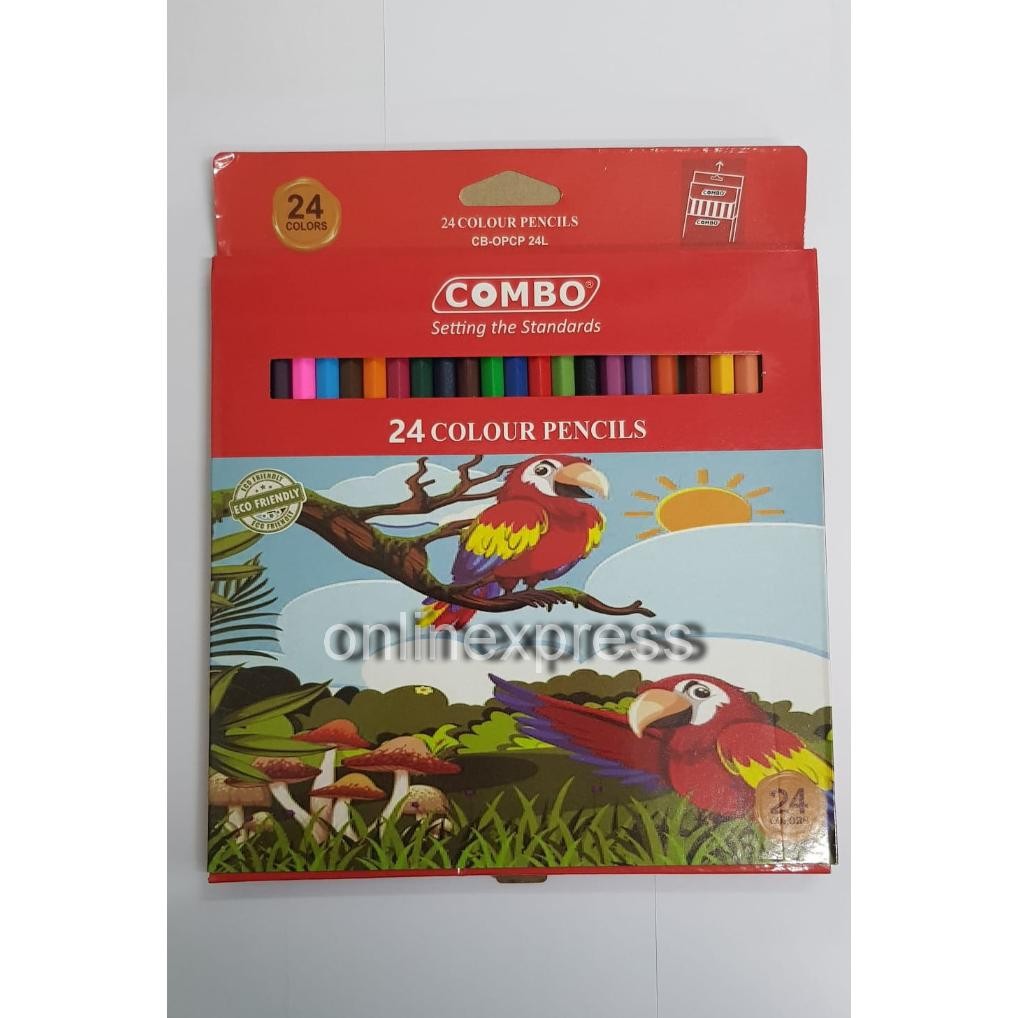 24
COLORS
24 COLOUR PENCILS
CB-OPCP 24L
COMBO
COMBO
COMBO®
Setting the Standards
24 COLOUR PENCILS
ECO FRIENDLY
ECO FRIENDLY
ECO FRIENDLY
onlinexpress
24
COLORS